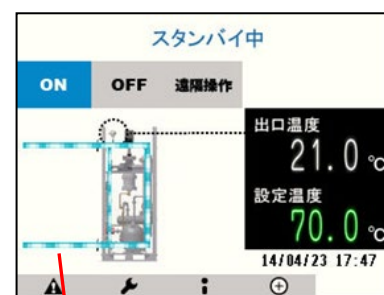 スタンバイ中
ON OFF 遠隔操作
出口温度
21.0 ℃
設定温度
70.0 ℃
14/04/23 17:47